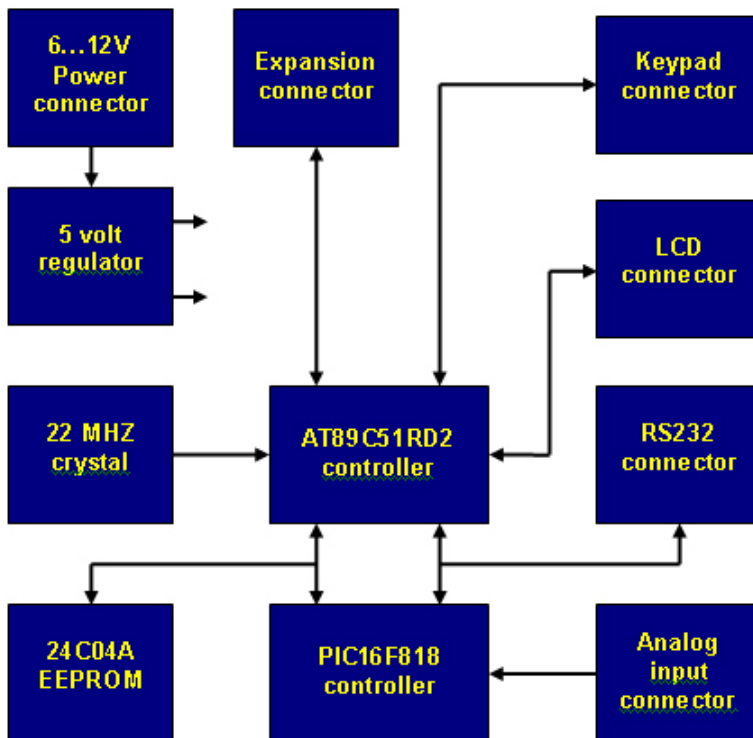 6...12V
Power
connector
Expansion
connector
Keypad
connector
5 volt
regulator
LCD
connector
22 MHZ
crystal
AT89C51RD2
controller
RS232
connector
24C04A
EEPROM
PIC16F818
controller
Analog
input
connector